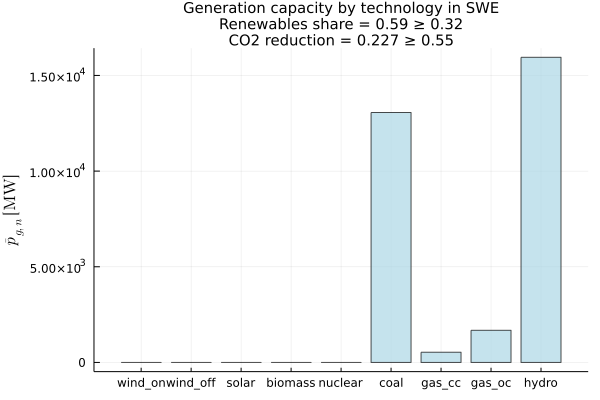 Generation capacity by technology in SWE
Renewables share = 0.59 ≥ 0.32
CO2 reduction = 0.227 ≥ 0.55
p̄_{g,n} [MW]
1.50×10⁴
1.00×10⁴
5.00×10³
0
wind_on wind_off solar biomass nuclear coal gas_cc gas_oc hydro